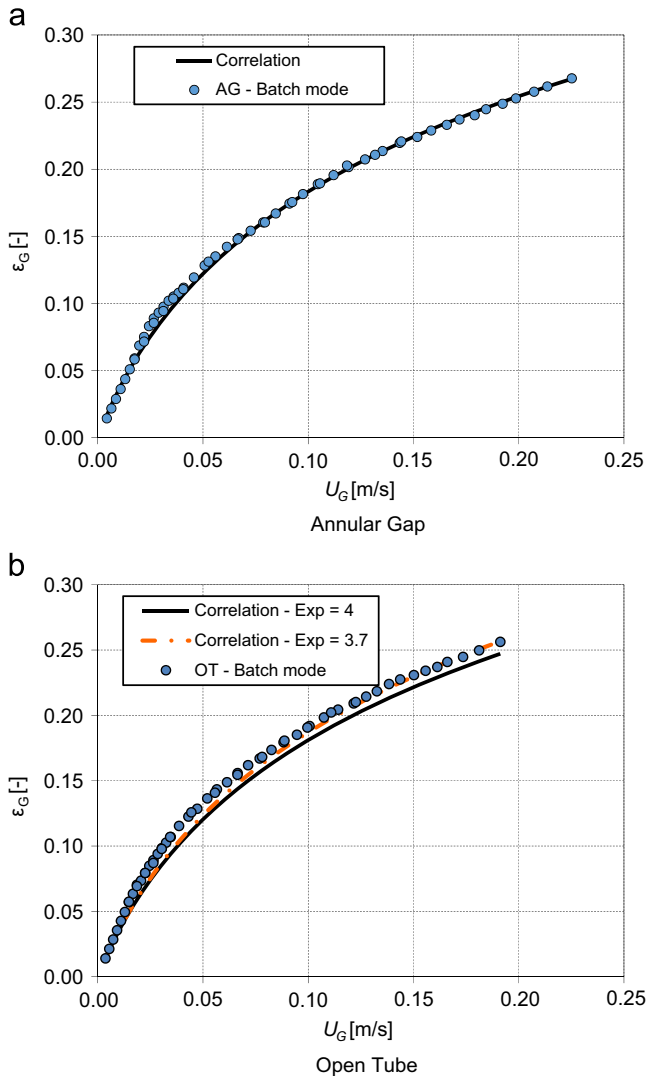 a
0.30
Correlation
AG - Batch mode
0.25
0.20
0.15
0.10
0.05
0.00
εG [-]
0.00 0.05 0.10 0.15 0.20 0.25
UG [m/s]
Annular Gap
b
0.30
Correlation - Exp = 4
Correlation - Exp = 3.7
OT - Batch mode
0.25
0.20
0.15
0.10
0.05
0.00
εG [-]
0.00 0.05 0.10 0.15 0.20 0.25
UG [m/s]
Open Tube